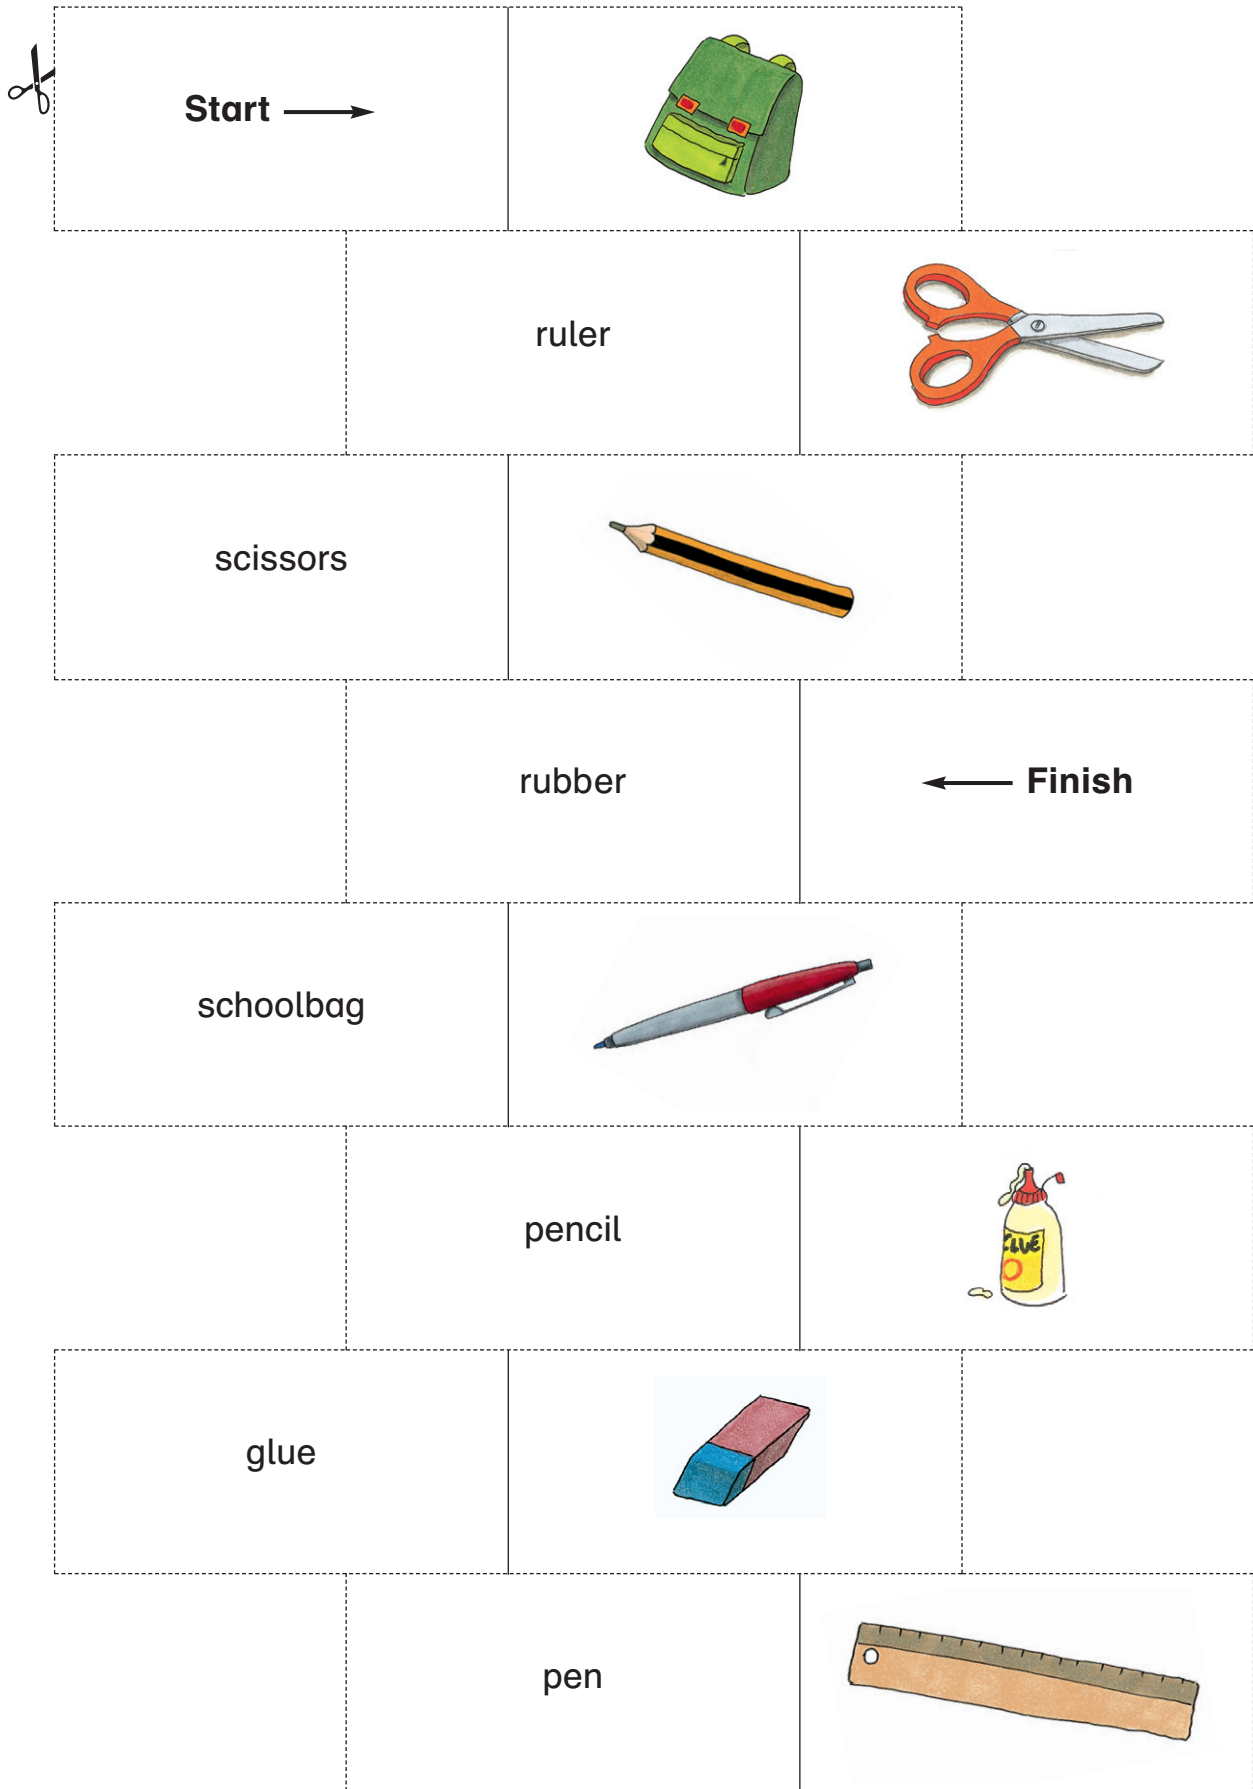 Start
ruler
scissors
rubber
Finish
schoolbag
pencil
GLUE
glue
pen